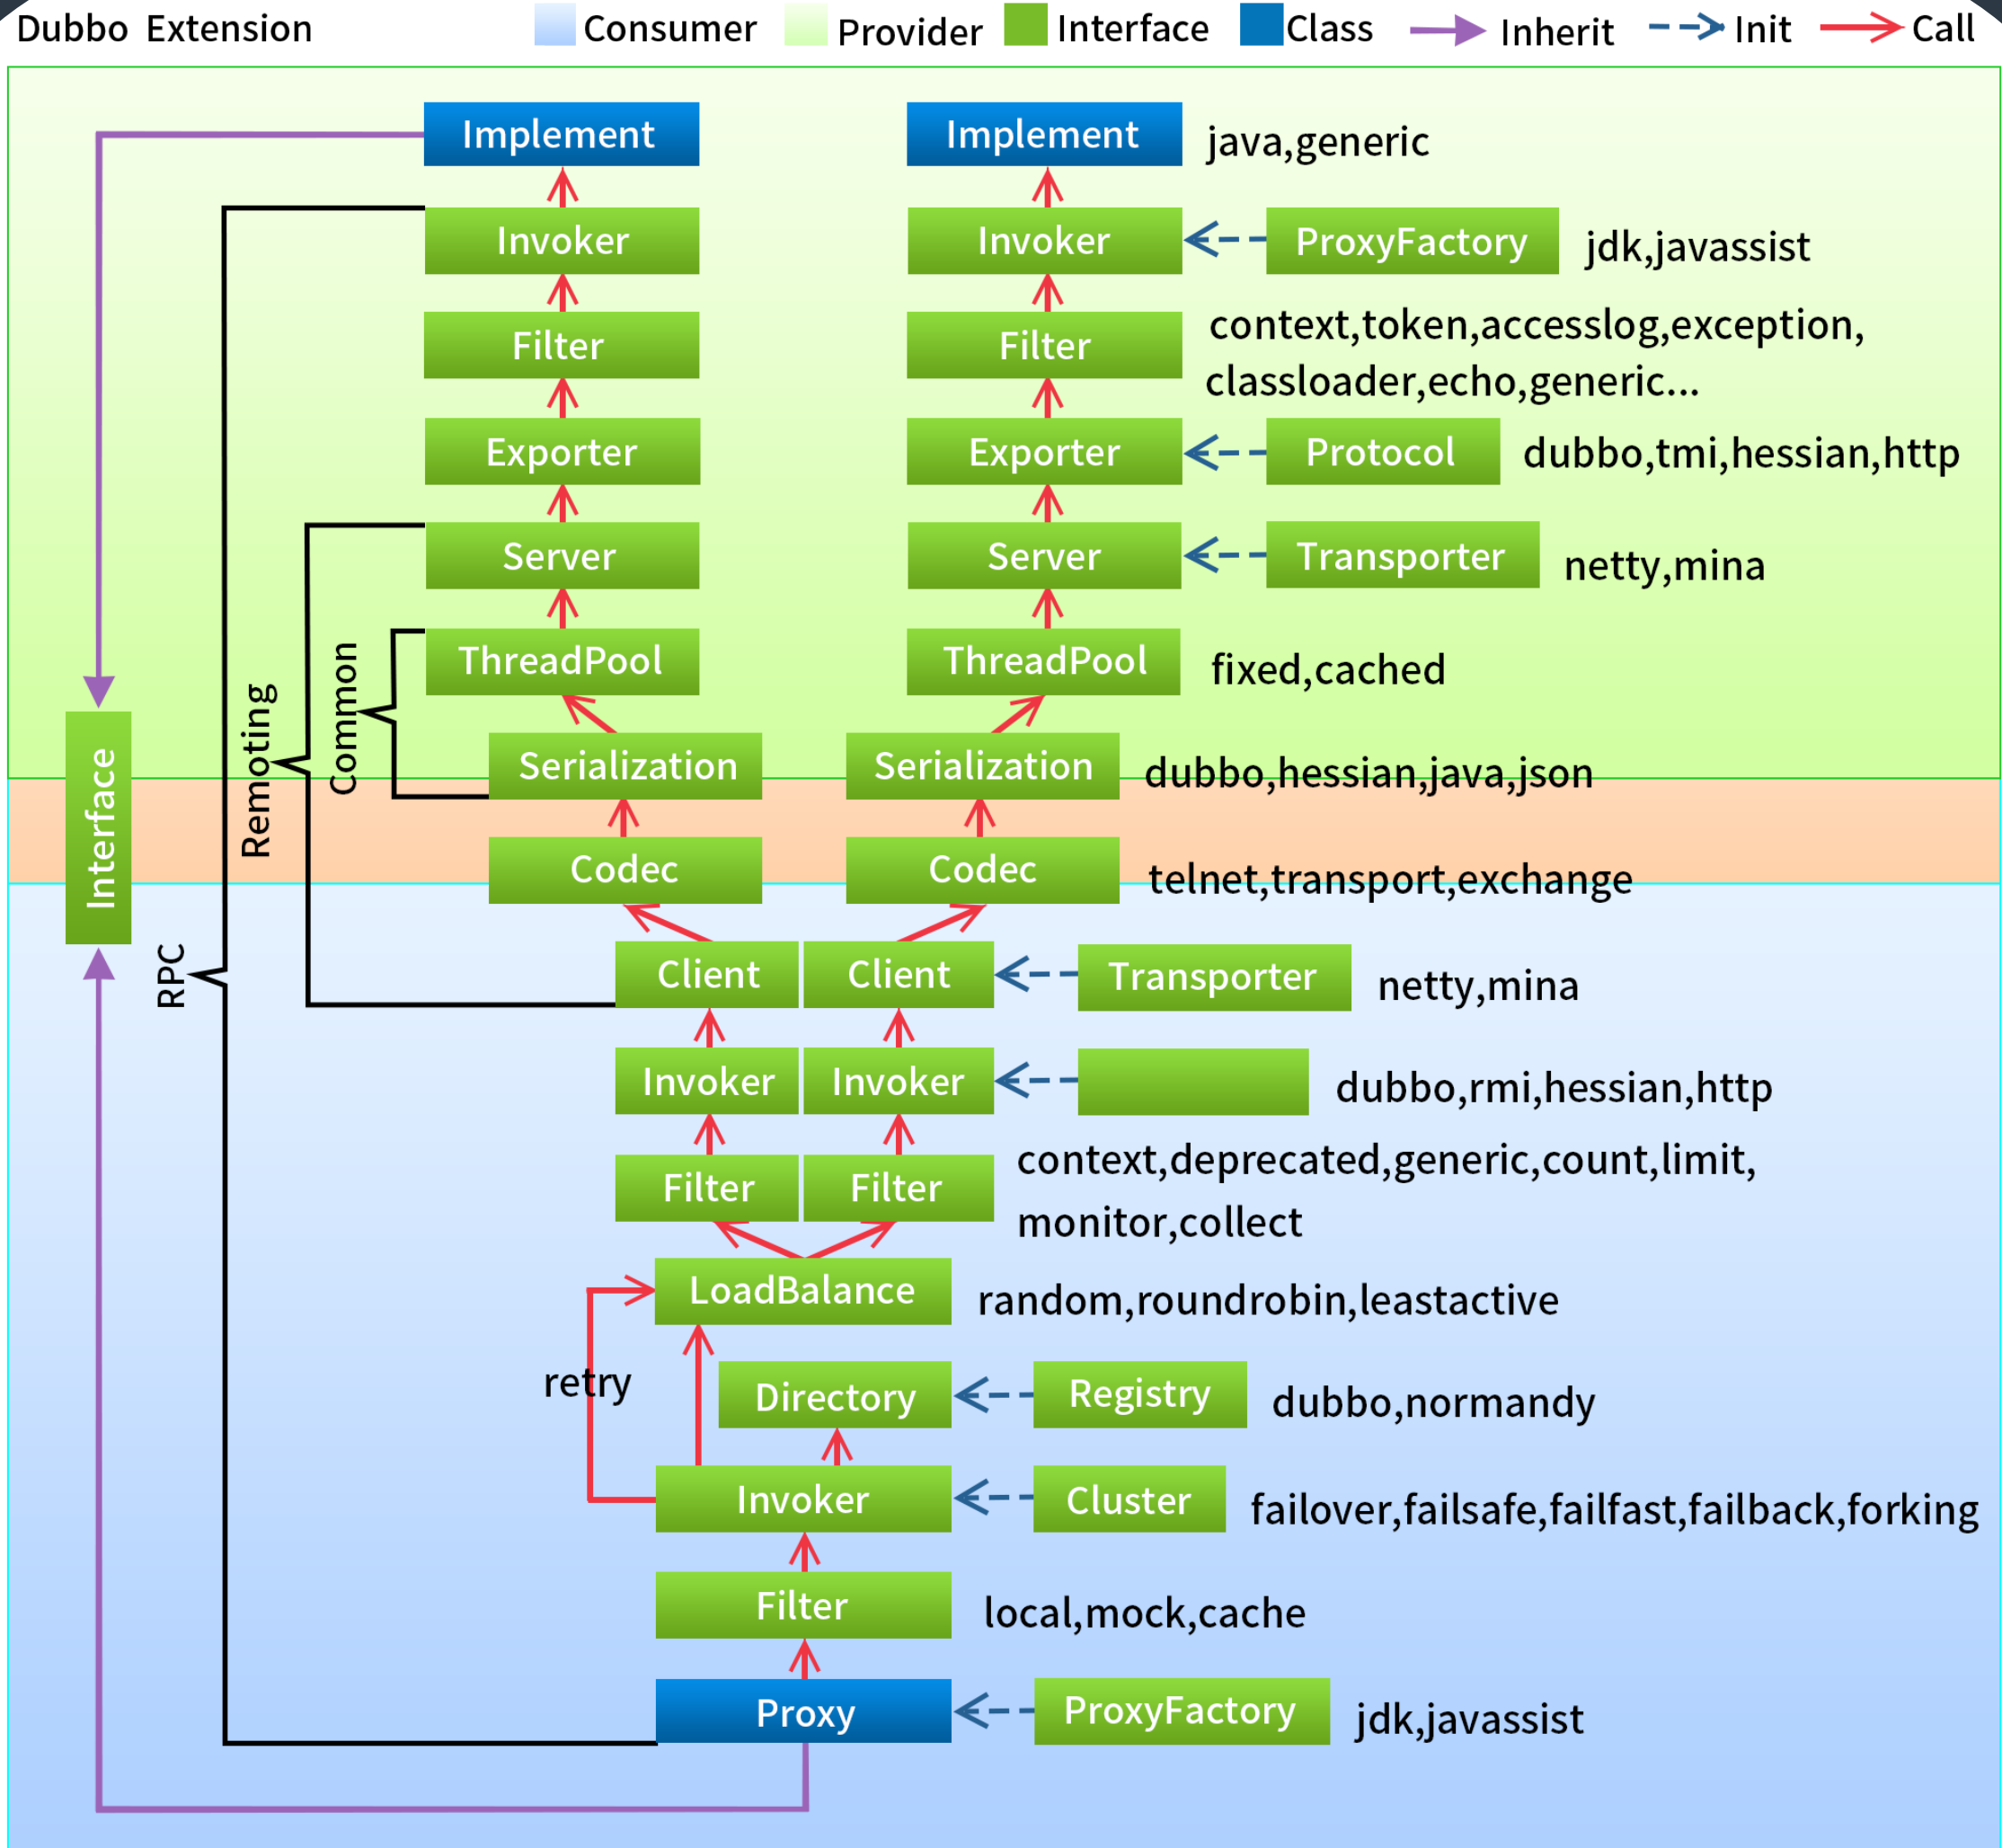 Dubbo Extension
Consumer
Provider
Interface
Class
Inherit
Init
Call
Implement
Implement
java,generic
Invoker
Invoker
ProxyFactory
jdk,javassist
Filter
Filter
context,token,accesslog,exception,
classloader,echo,generic...
Exporter
Exporter
Protocol
dubbo,tmi,hessian,http
Server
Server
Transporter
netty,mina
ThreadPool
ThreadPool
fixed,cached
Common
Remoting
Interface
RPC
Serialization
Serialization
dubbo,hessian,java,json
Codec
Codec
telnet,transport,exchange
Client
Client
Transporter
netty,mina
Invoker
Invoker
dubbo,rmi,hessian,http
Filter
Filter
context,deprecated,generic,count,limit,
monitor,collect
LoadBalance
random,roundrobin,leastactive
retry
Directory
Registry
dubbo,normandy
Invoker
Cluster
failover,failsafe,failfast,failback,forking
Filter
local,mock,cache
Proxy
ProxyFactory
jdk,javassist